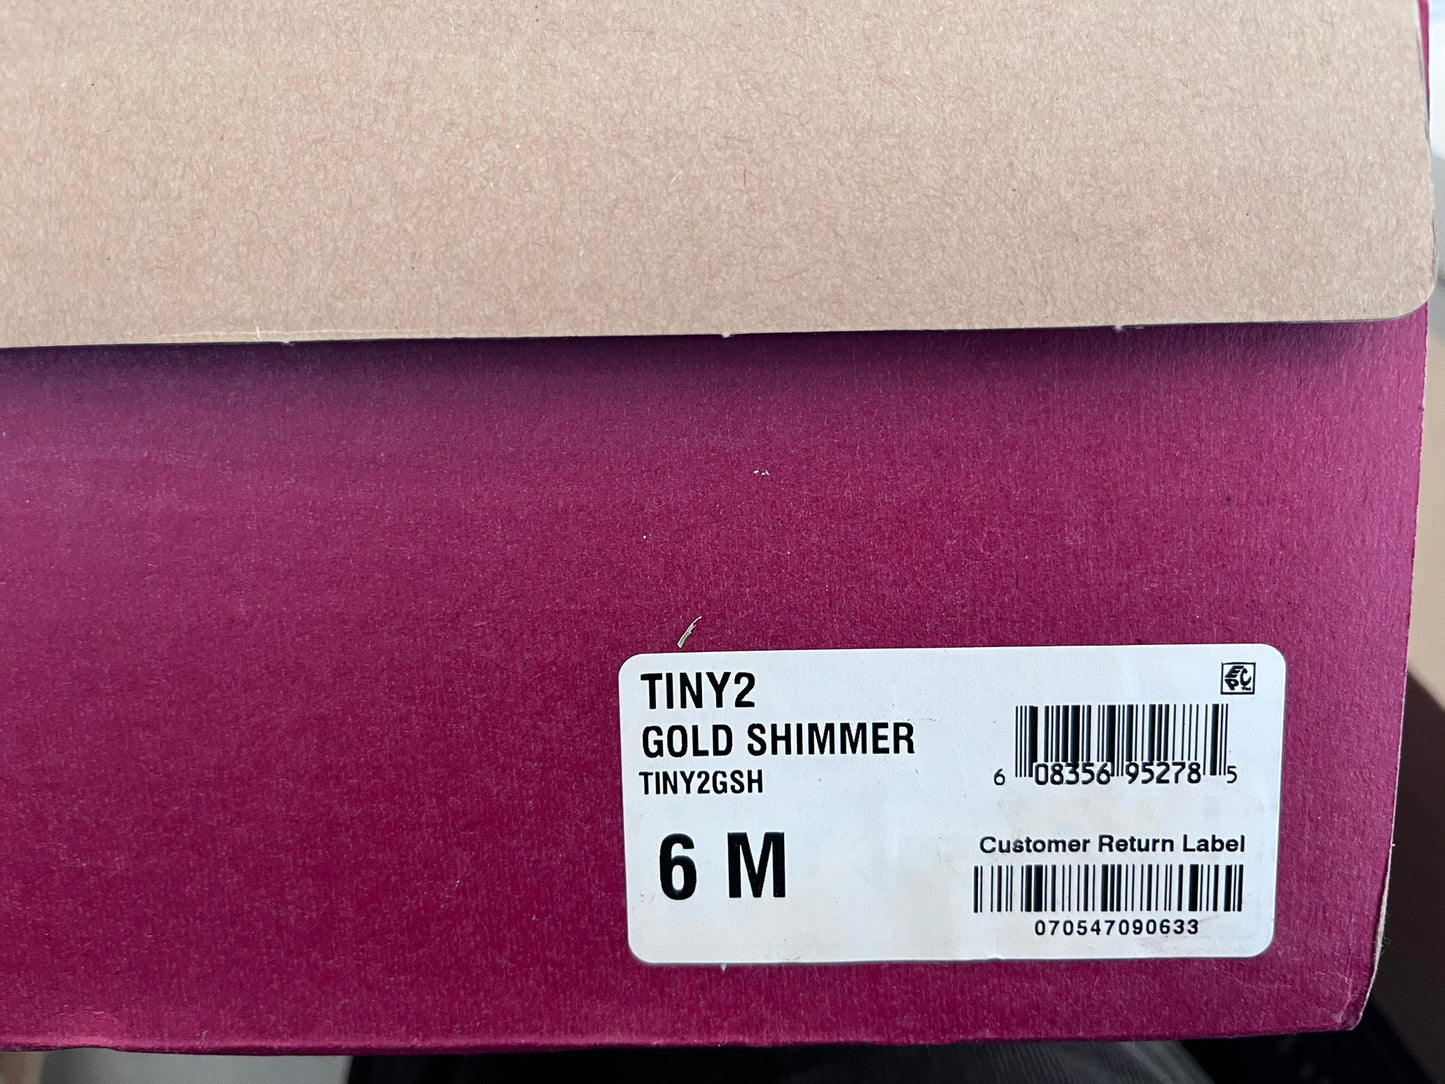 TINY2
GOLD SHIMMER
TINY2GSH
6 08356 95278 5
6 M
Customer Return Label
070547090633